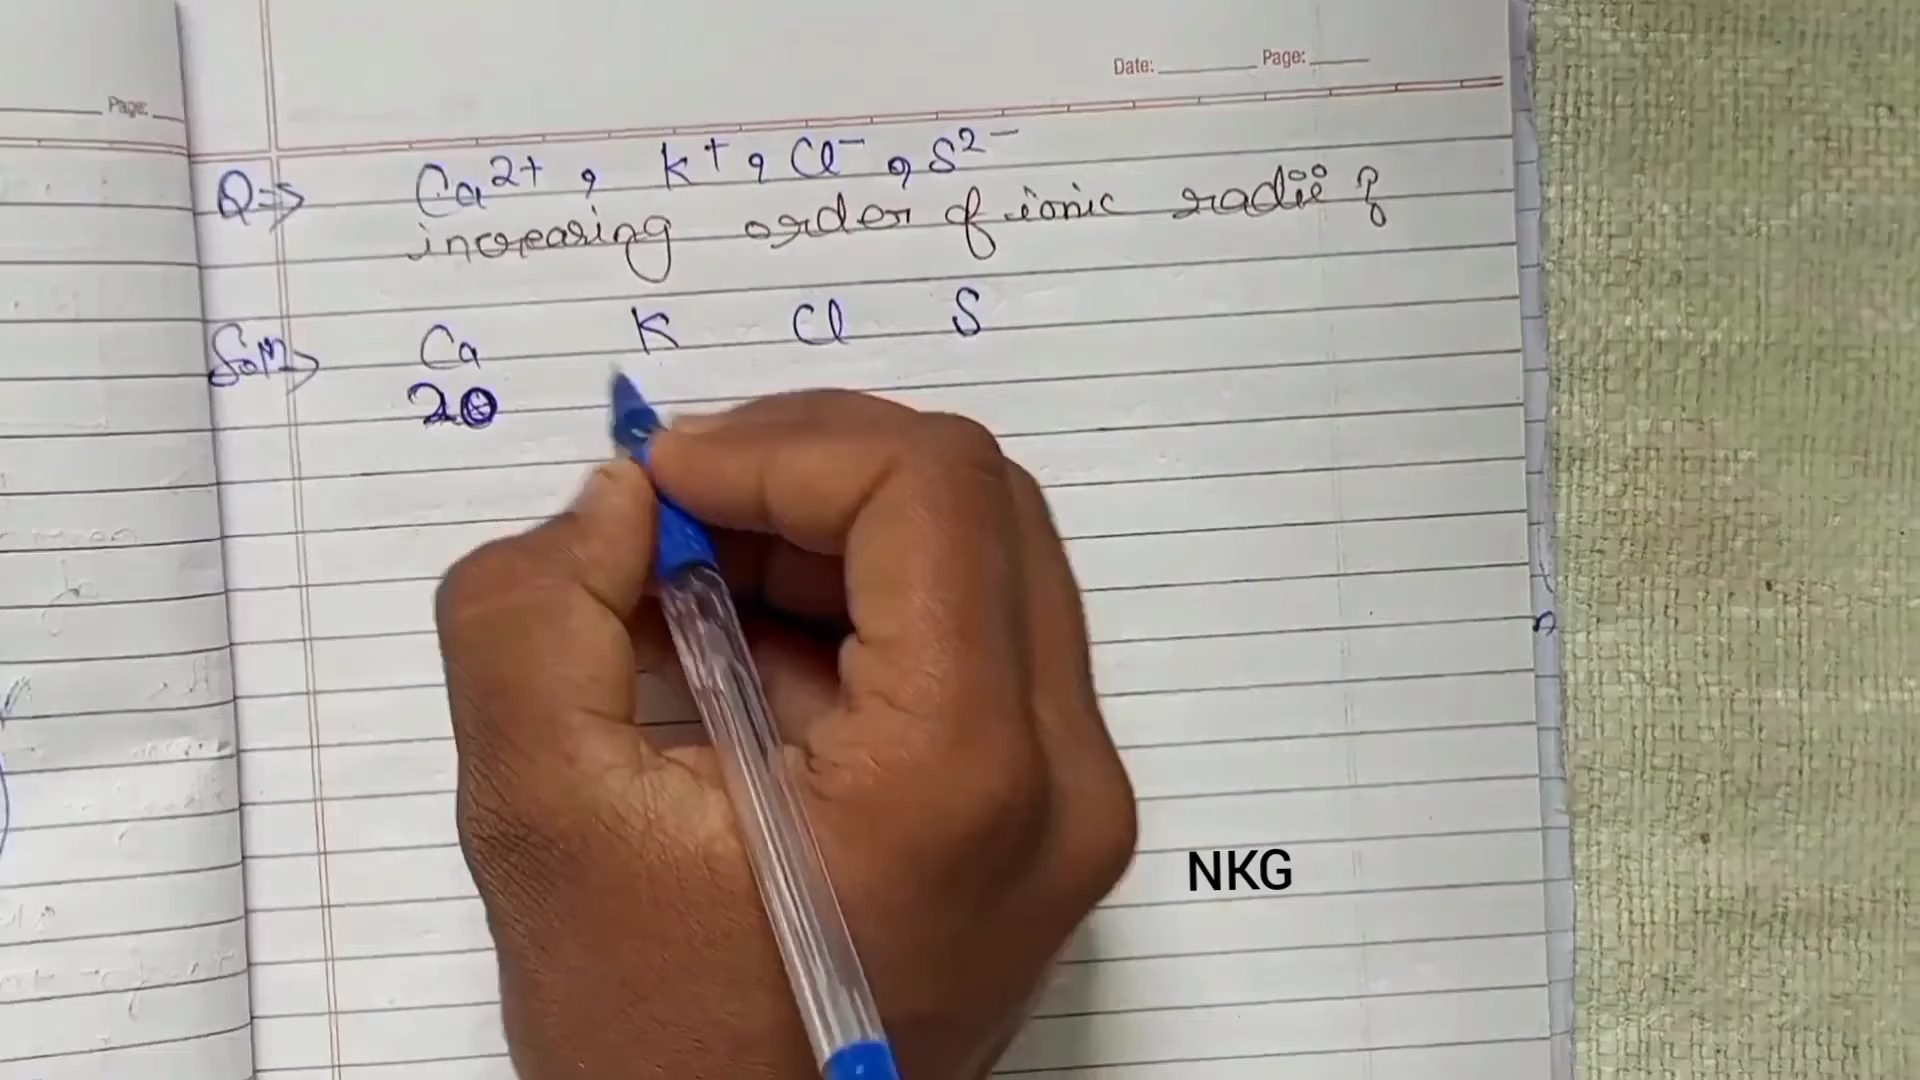 Date: Page:
Page:
Q⇒ Ca²⁺, K⁺, Cl⁻, S²⁻
increasing order of ionic radii ?
Solⁿ⇒ Ca K Cl S
20
NKG